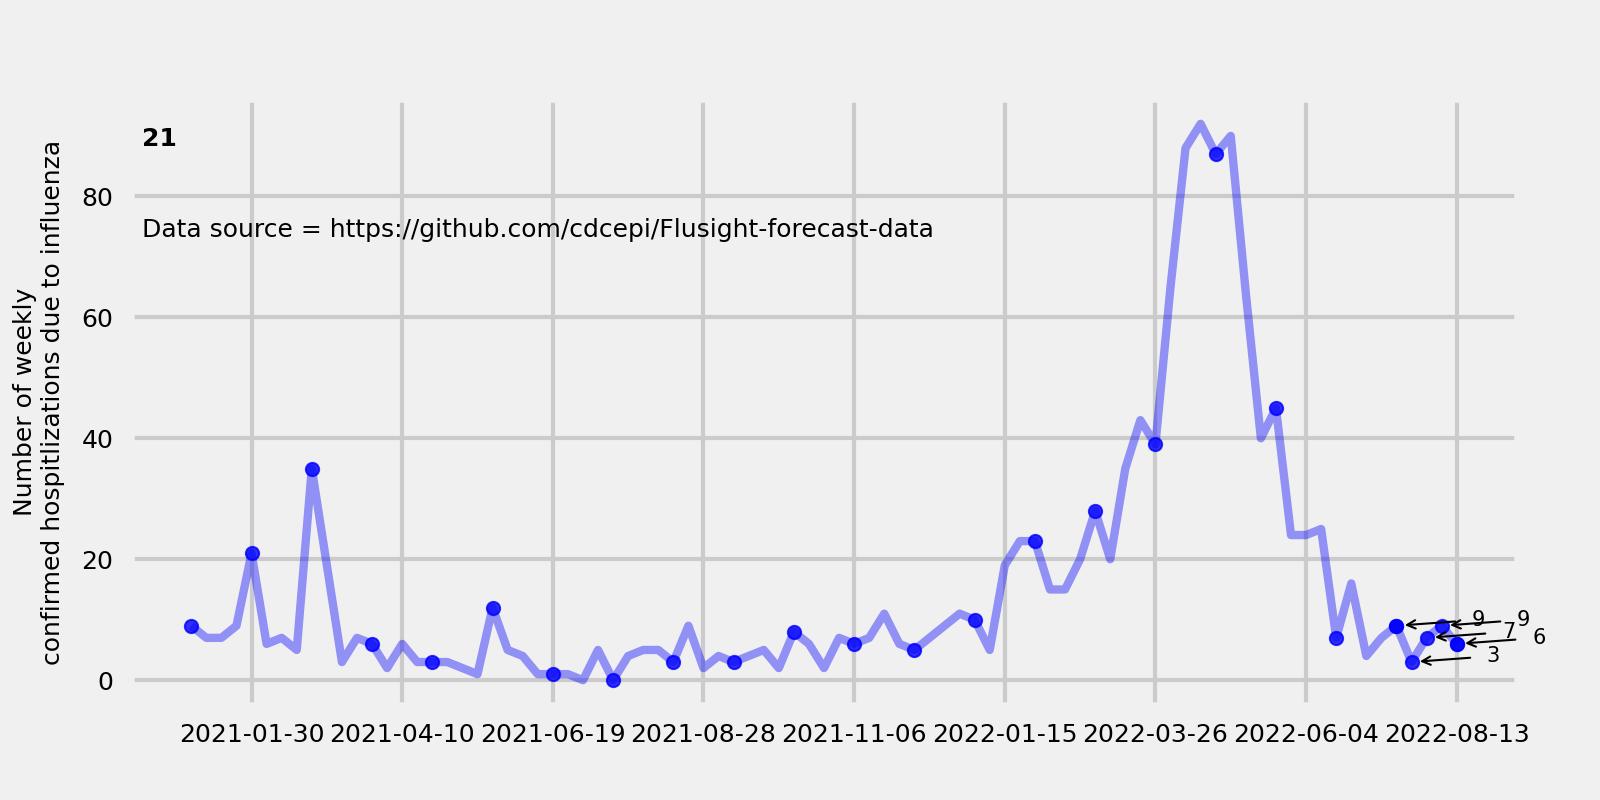 21
Data source = https://github.com/cdcepi/Flusight-forecast-data
Number of weekly
confirmed hospitlizations due to influenza
80
60
40
20
0
9
9
7
6
3
2021-01-30 2021-04-10 2021-06-19 2021-08-28 2021-11-06 2022-01-15 2022-03-26 2022-06-04 2022-08-13